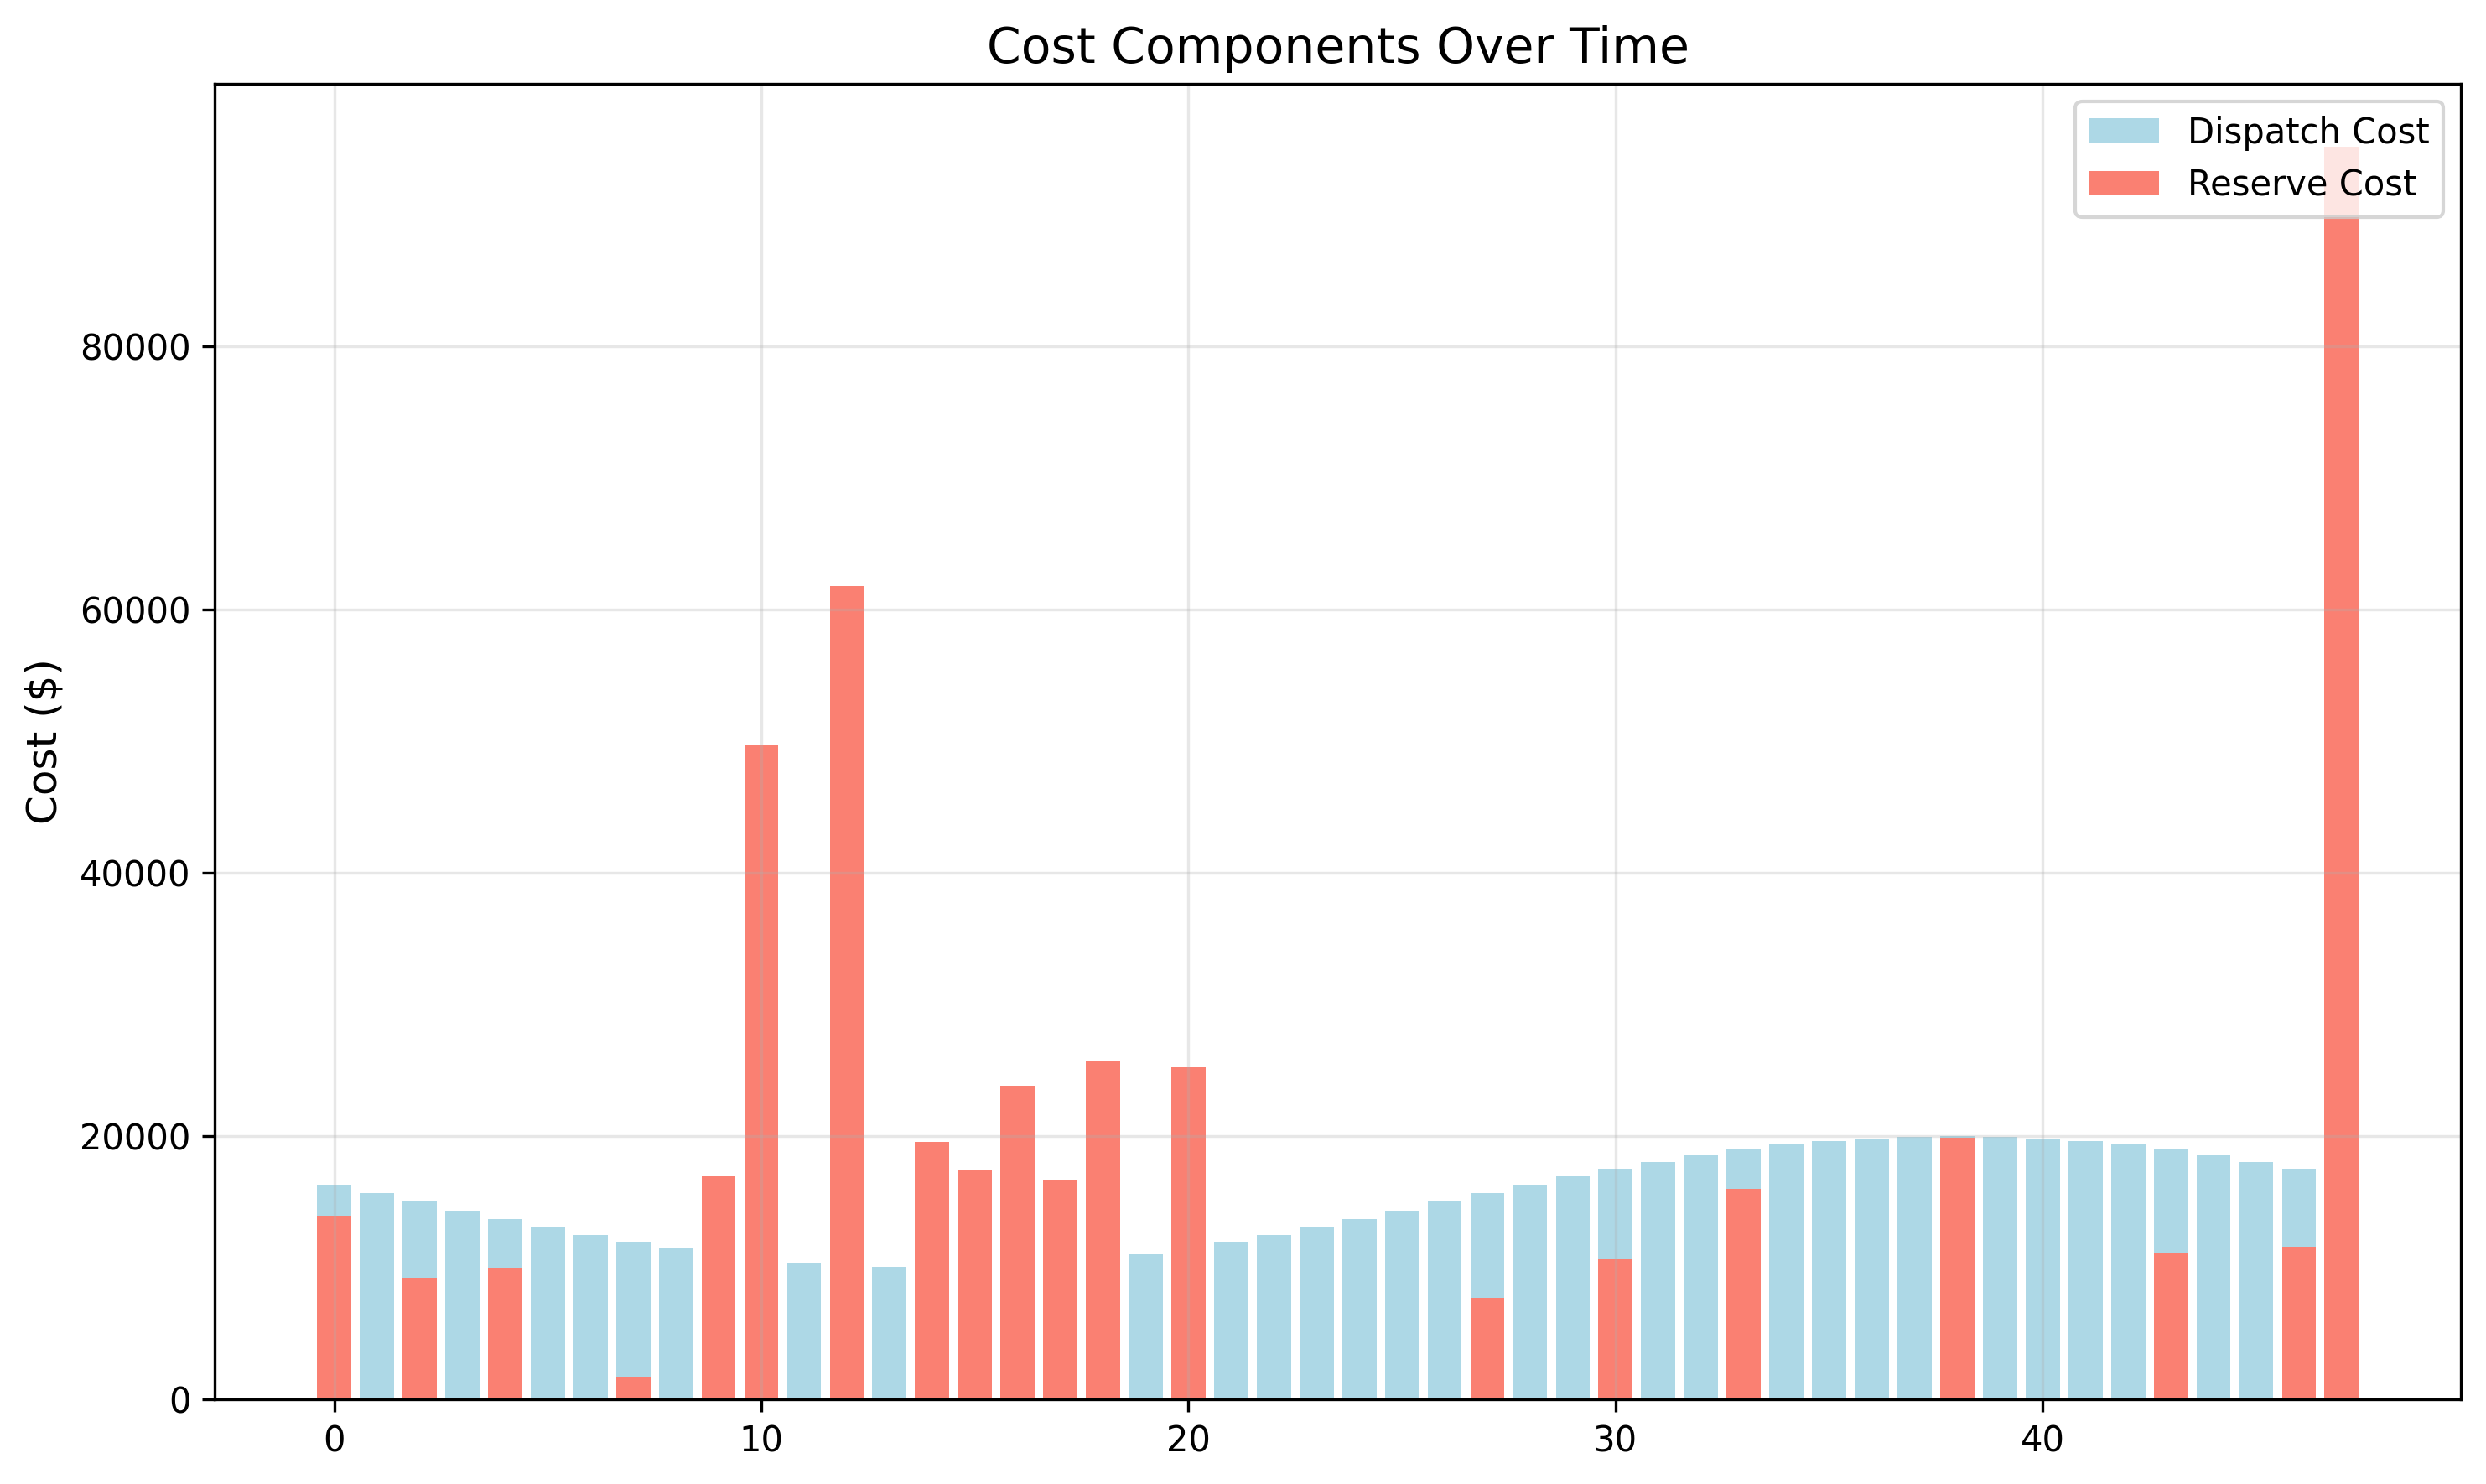 Cost Components Over Time
Dispatch Cost
Reserve Cost
80000
60000
40000
20000
0
Cost ($)
0 10 20 30 40